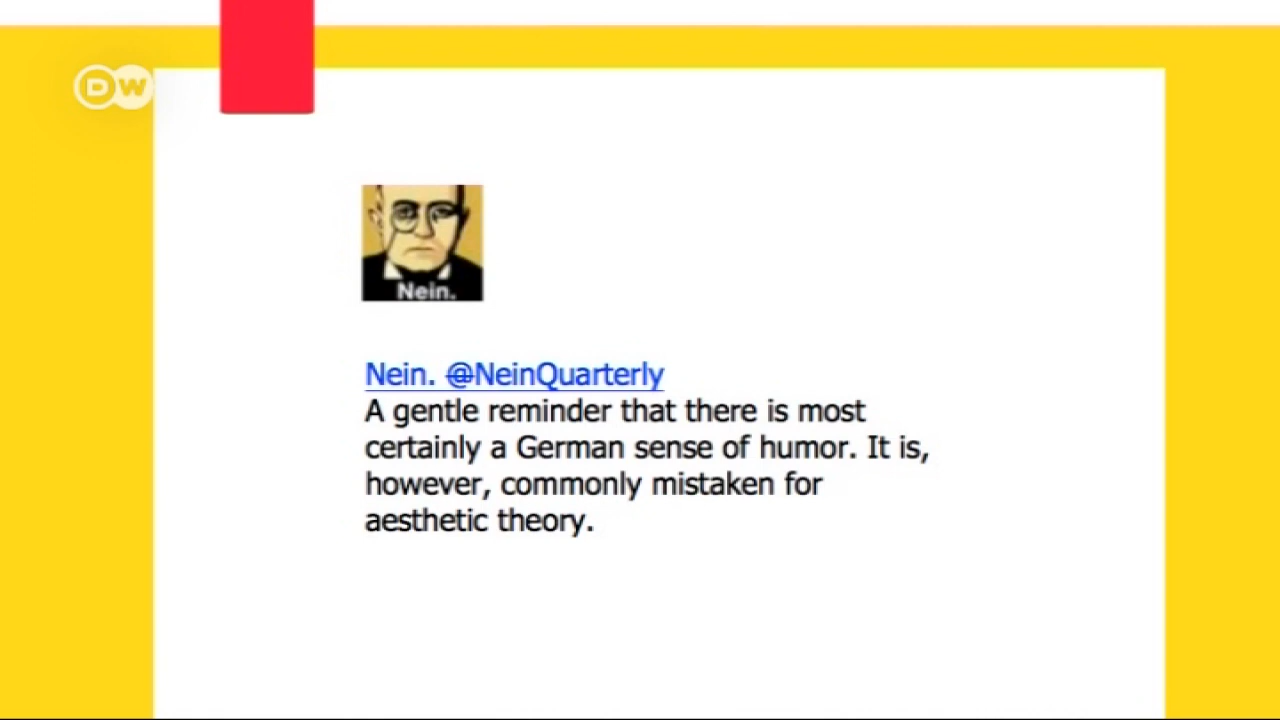 DW
Nein.
Nein. @NeinQuarterly
A gentle reminder that there is most
certainly a German sense of humor. It is,
however, commonly mistaken for
aesthetic theory.